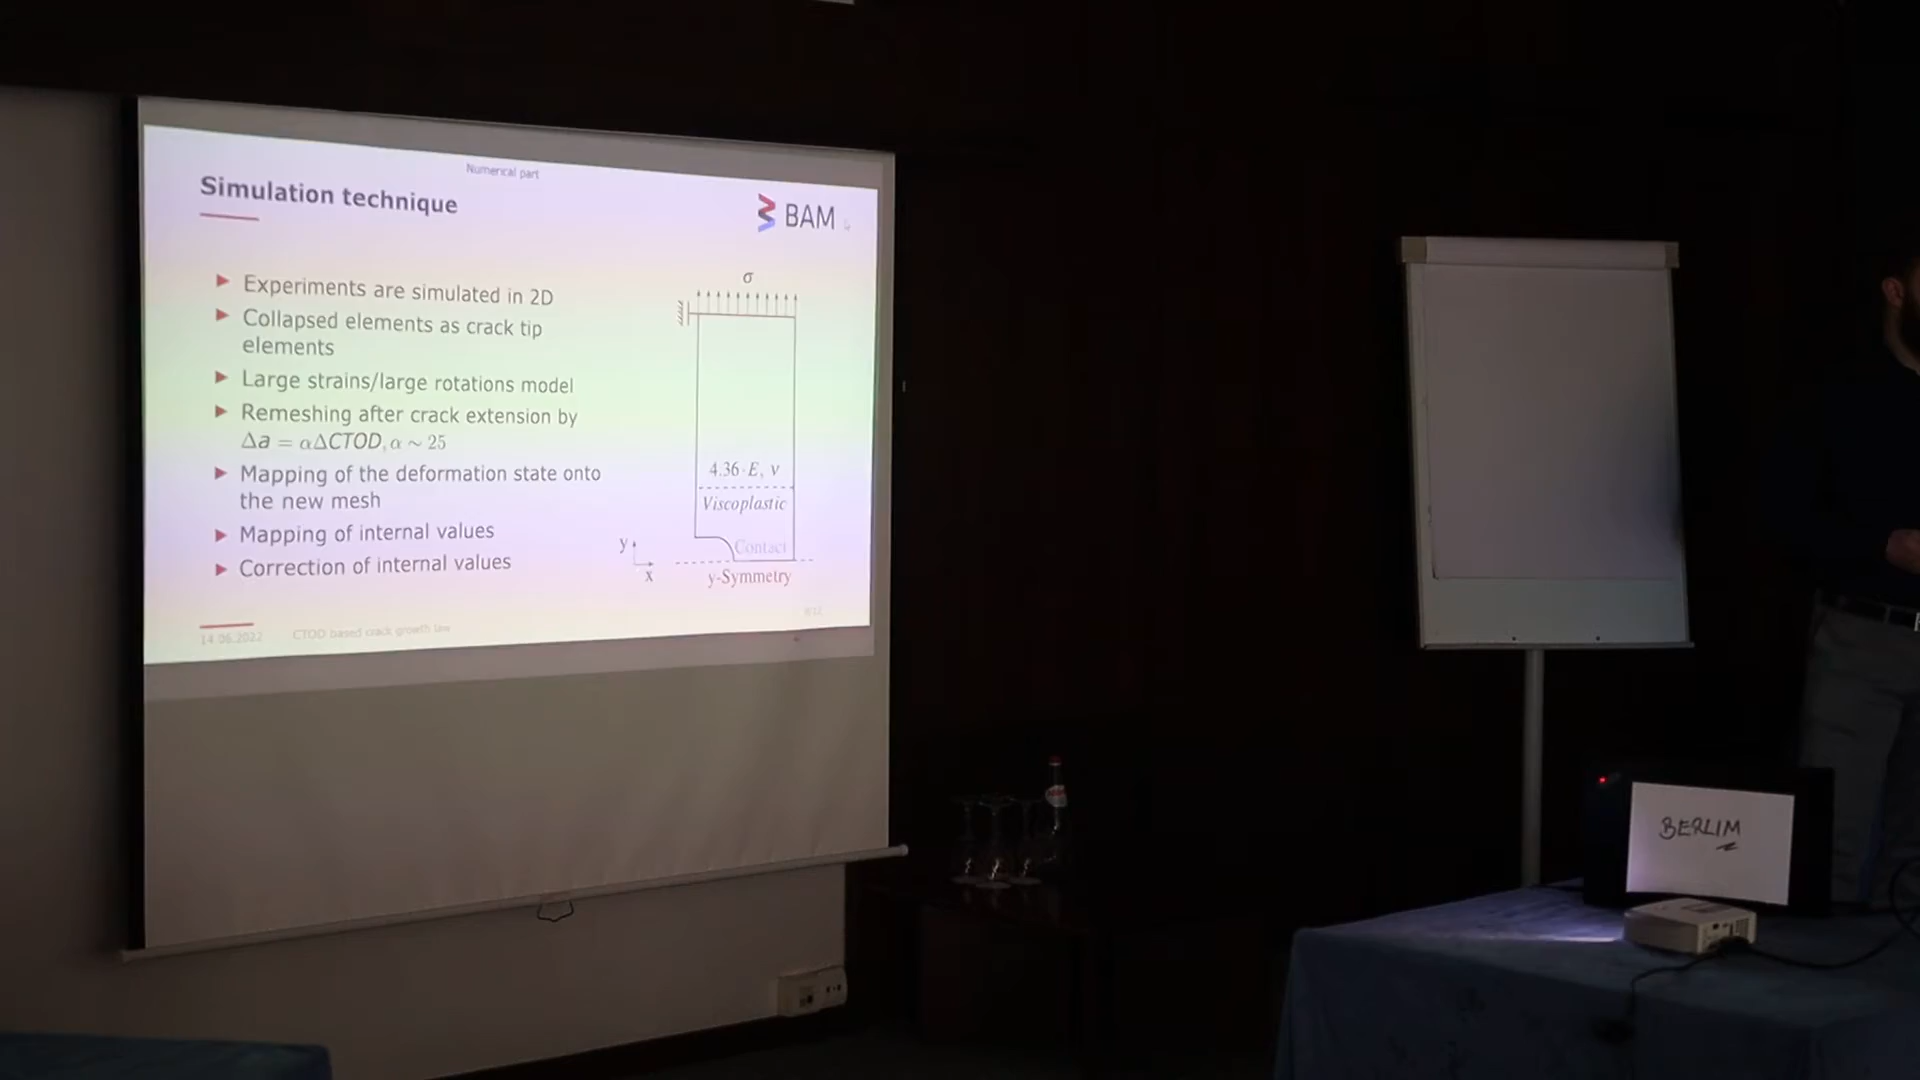 Numerical part
Simulation technique
BAM
Experiments are simulated in 2D
Collapsed elements as crack tip
elements
Large strains/large rotations model
Remeshing after crack extension by
Δa = αΔCTOD, α ~ 25
Mapping of the deformation state onto
the new mesh
Mapping of internal values
Correction of internal values
σ
4.36·E, ν
Viscoplastic
Contact
y
x
y-Symmetry
14.06.2022
CTOD based crack growth law
BERLIM